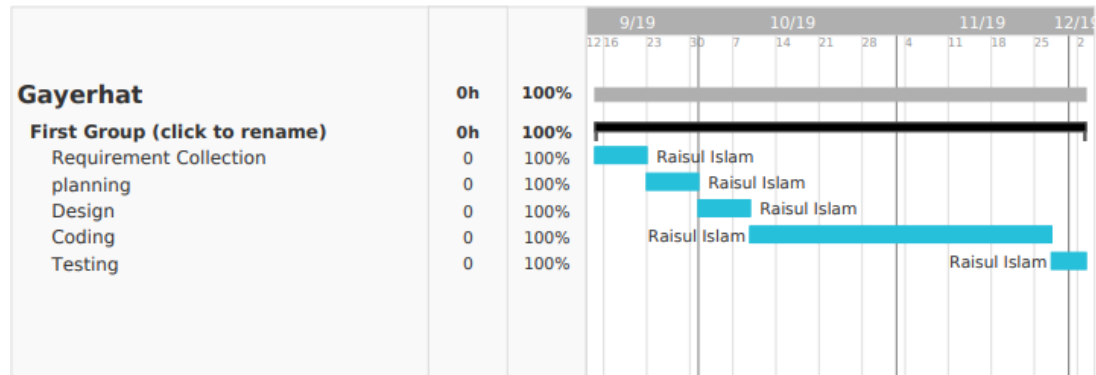 9/19 10/19 11/19 12/19
12 16 23 30 7 14 21 28 4 11 18 25 2
Gayerhat 0h 100%
First Group (click to rename) 0h 100%
Requirement Collection 0 100% Raisul Islam
planning 0 100% Raisul Islam
Design 0 100% Raisul Islam
Coding 0 100% Raisul Islam
Testing 0 100% Raisul Islam